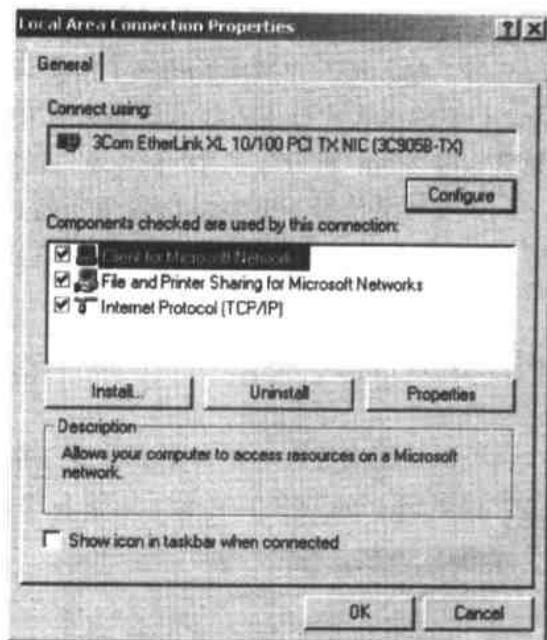 Local Area Connection Properties
General
Connect using:
3Com EtherLink XL 10/100 PCI TX NIC (3C905B-TX)
Configure
Components checked are used by this connection:
Client for Microsoft Networks
File and Printer Sharing for Microsoft Networks
Internet Protocol (TCP/IP)
Install...
Uninstall
Properties
Description
Allows your computer to access resources on a Microsoft
network.
Show icon in taskbar when connected
OK
Cancel